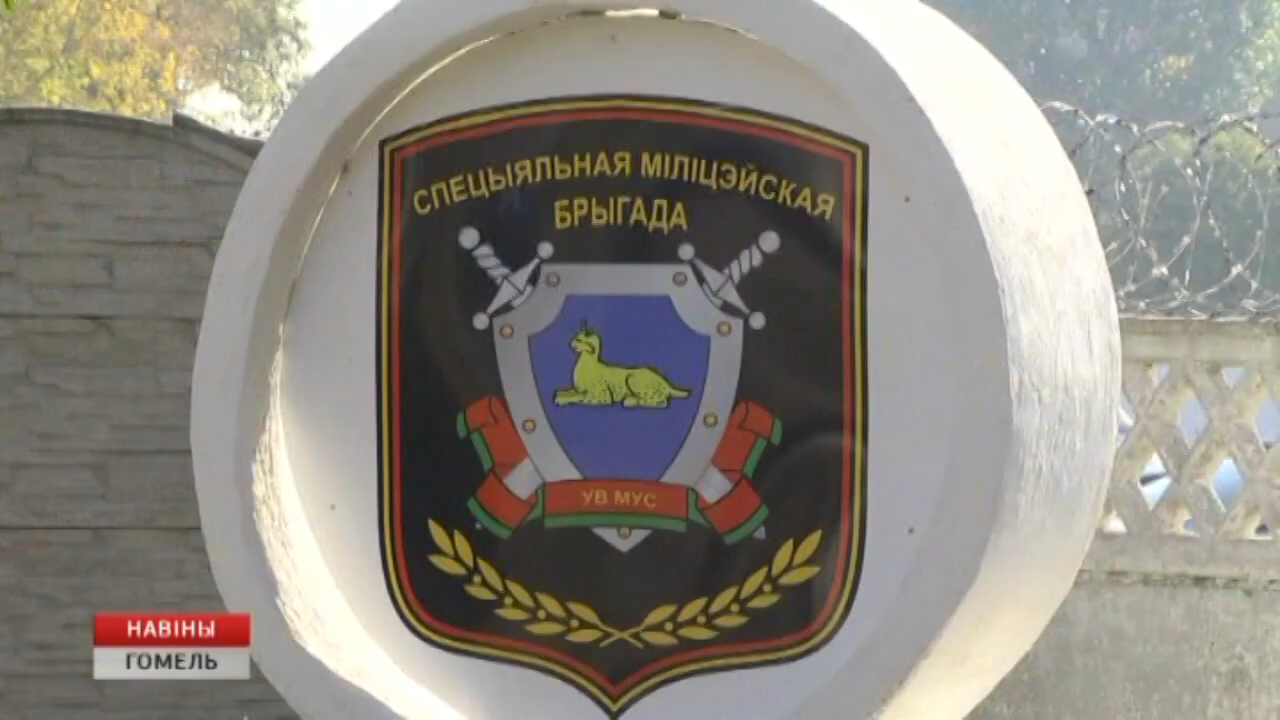 СПЕЦЫЯЛЬНАЯ МІЛІЦЭЙСКАЯ
БРЫГАДА
УВ МУС
НАВІНЫ
ГОМЕЛЬ